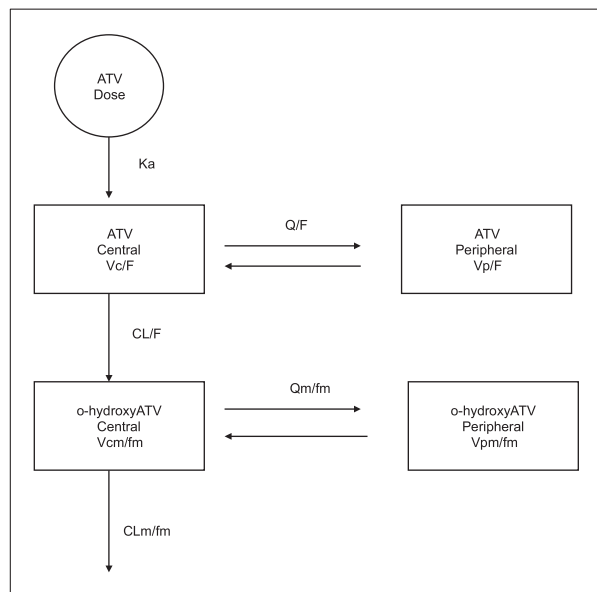 ATV
Dose
Ka
ATV
Central
Vc/F
Q/F
ATV
Peripheral
Vp/F
CL/F
o-hydroxyATV
Central
Vcm/fm
Qm/fm
o-hydroxyATV
Peripheral
Vpm/fm
CLm/fm